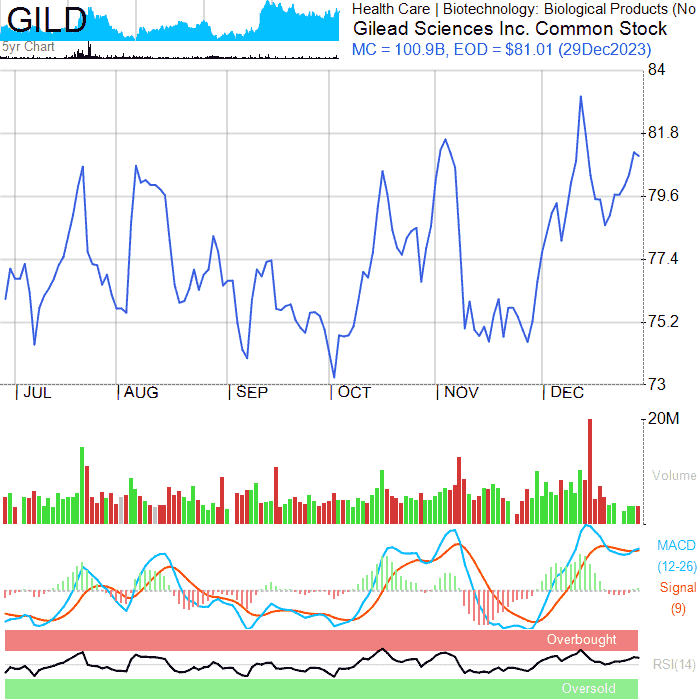 GILD
5yr Chart
Health Care | Biotechnology: Biological Products (No
Gilead Sciences Inc. Common Stock
MC = 100.9B, EOD = $81.01 (29Dec2023)
84
81.8
79.6
77.4
75.2
73
| JUL | AUG | SEP | OCT | NOV | DEC
20M
Volume
MACD
(12-26)
Signal
(9)
Overbought
RSI(14)
Oversold